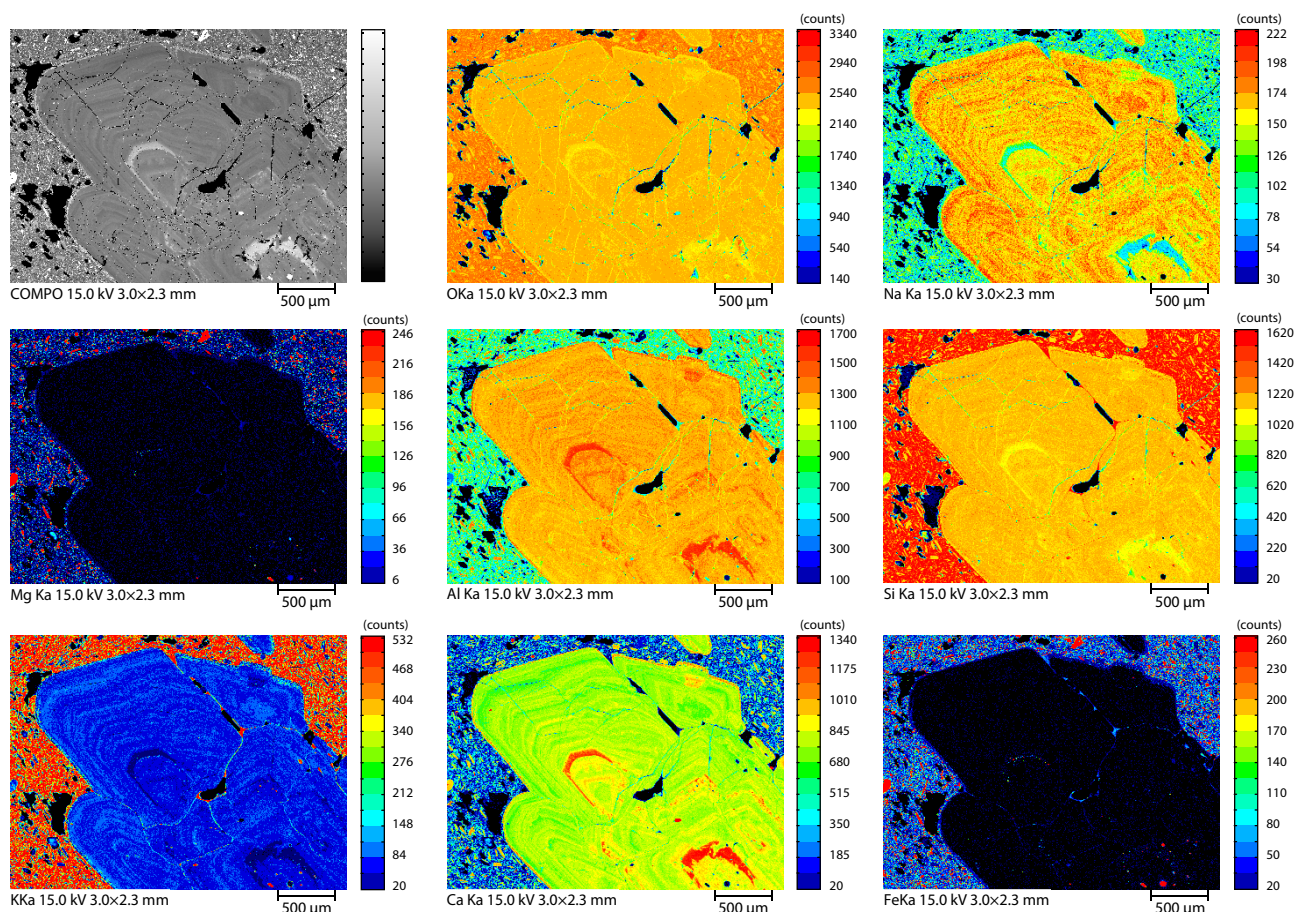 (counts)
3340
2940
2540
2140
1740
1340
940
540
140
(counts)
222
198
174
150
126
102
78
54
30
COMPO 15.0 kV 3.0×2.3 mm
500 µm
OKa 15.0 kV 3.0×2.3 mm
500 µm
Na Ka 15.0 kV 3.0×2.3 mm
500 µm
(counts)
246
216
186
156
126
96
66
36
6
(counts)
1700
1500
1300
1100
900
700
500
300
100
(counts)
1620
1420
1220
1020
820
620
420
220
20
Mg Ka 15.0 kV 3.0×2.3 mm
500 µm
Al Ka 15.0 kV 3.0×2.3 mm
500 µm
Si Ka 15.0 kV 3.0×2.3 mm
500 µm
(counts)
532
468
404
340
276
212
148
84
20
(counts)
1340
1175
1010
845
680
515
350
185
20
(counts)
260
230
200
170
140
110
80
50
20
KKa 15.0 kV 3.0×2.3 mm
500 µm
Ca Ka 15.0 kV 3.0×2.3 mm
500 µm
FeKa 15.0 kV 3.0×2.3 mm
500 µm